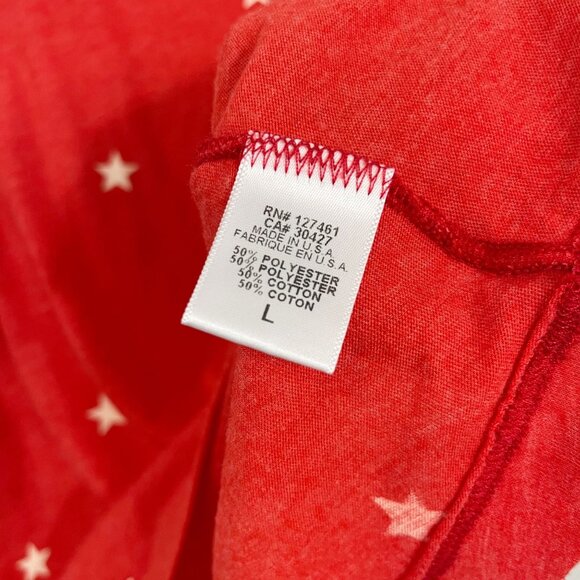 RN# 127461
CA# 30427
MADE IN U.S.A.
FABRIQUE EN U.S.A.
50% POLYESTER
50% POLYESTER
50% COTTON
50% COTON
L